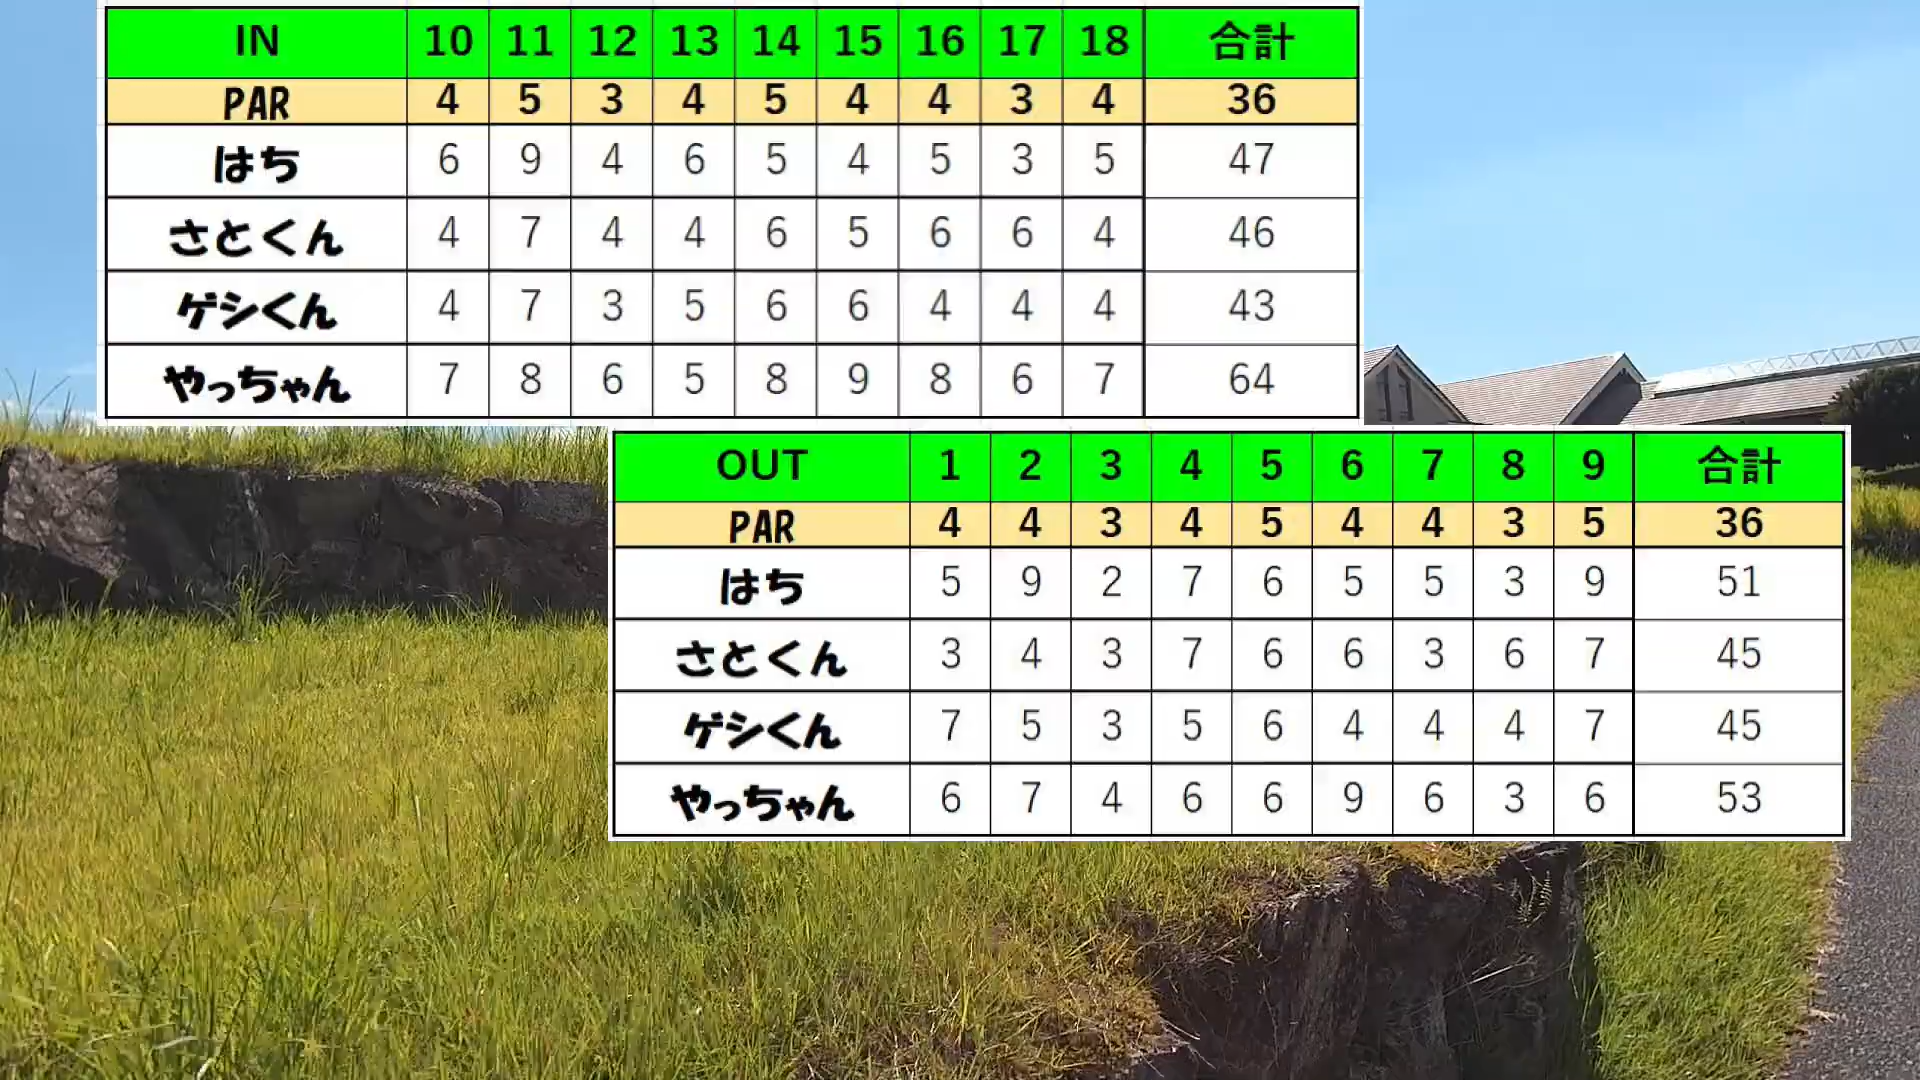 IN 10 11 12 13 14 15 16 17 18 合計
PAR 4 5 3 4 5 4 4 3 4 36
はち 6 9 4 6 5 4 5 3 5 47
さとくん 4 7 4 4 6 5 6 6 4 46
ゲシくん 4 7 3 5 6 6 4 4 4 43
やっちゃん 7 8 6 5 8 9 8 6 7 64
OUT 1 2 3 4 5 6 7 8 9 合計
PAR 4 4 3 4 5 4 4 3 5 36
はち 5 9 2 7 6 5 5 3 9 51
さとくん 3 4 3 7 6 6 3 6 7 45
ゲシくん 7 5 3 5 6 4 4 4 7 45
やっちゃん 6 7 4 6 6 9 6 3 6 53